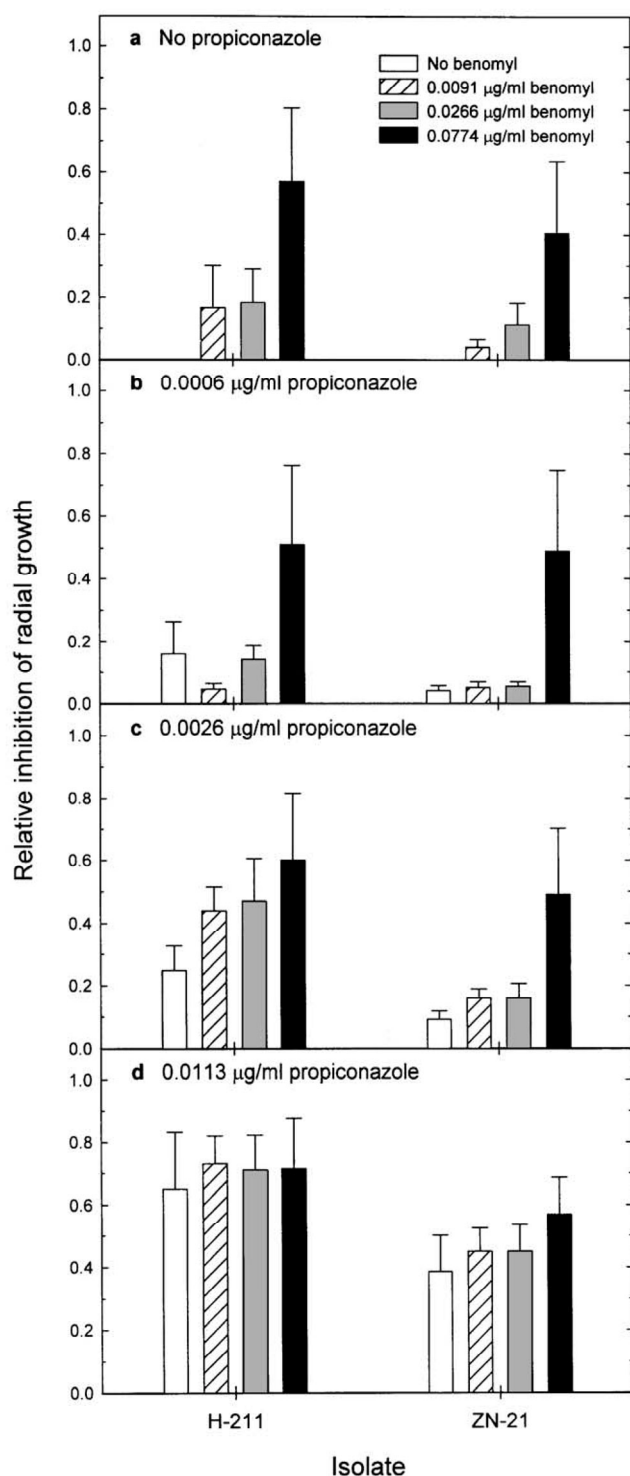 a No propiconazole
No benomyl
0.0091 µg/ml benomyl
0.0266 µg/ml benomyl
0.0774 µg/ml benomyl
1.0
0.8
0.6
0.4
0.2
0.0
b 0.0006 µg/ml propiconazole
1.0
0.8
0.6
0.4
0.2
0.0
c 0.0026 µg/ml propiconazole
1.0
0.8
0.6
0.4
0.2
0.0
d 0.0113 µg/ml propiconazole
1.0
0.8
0.6
0.4
0.2
0.0
Relative inhibition of radial growth
H-211 ZN-21
Isolate